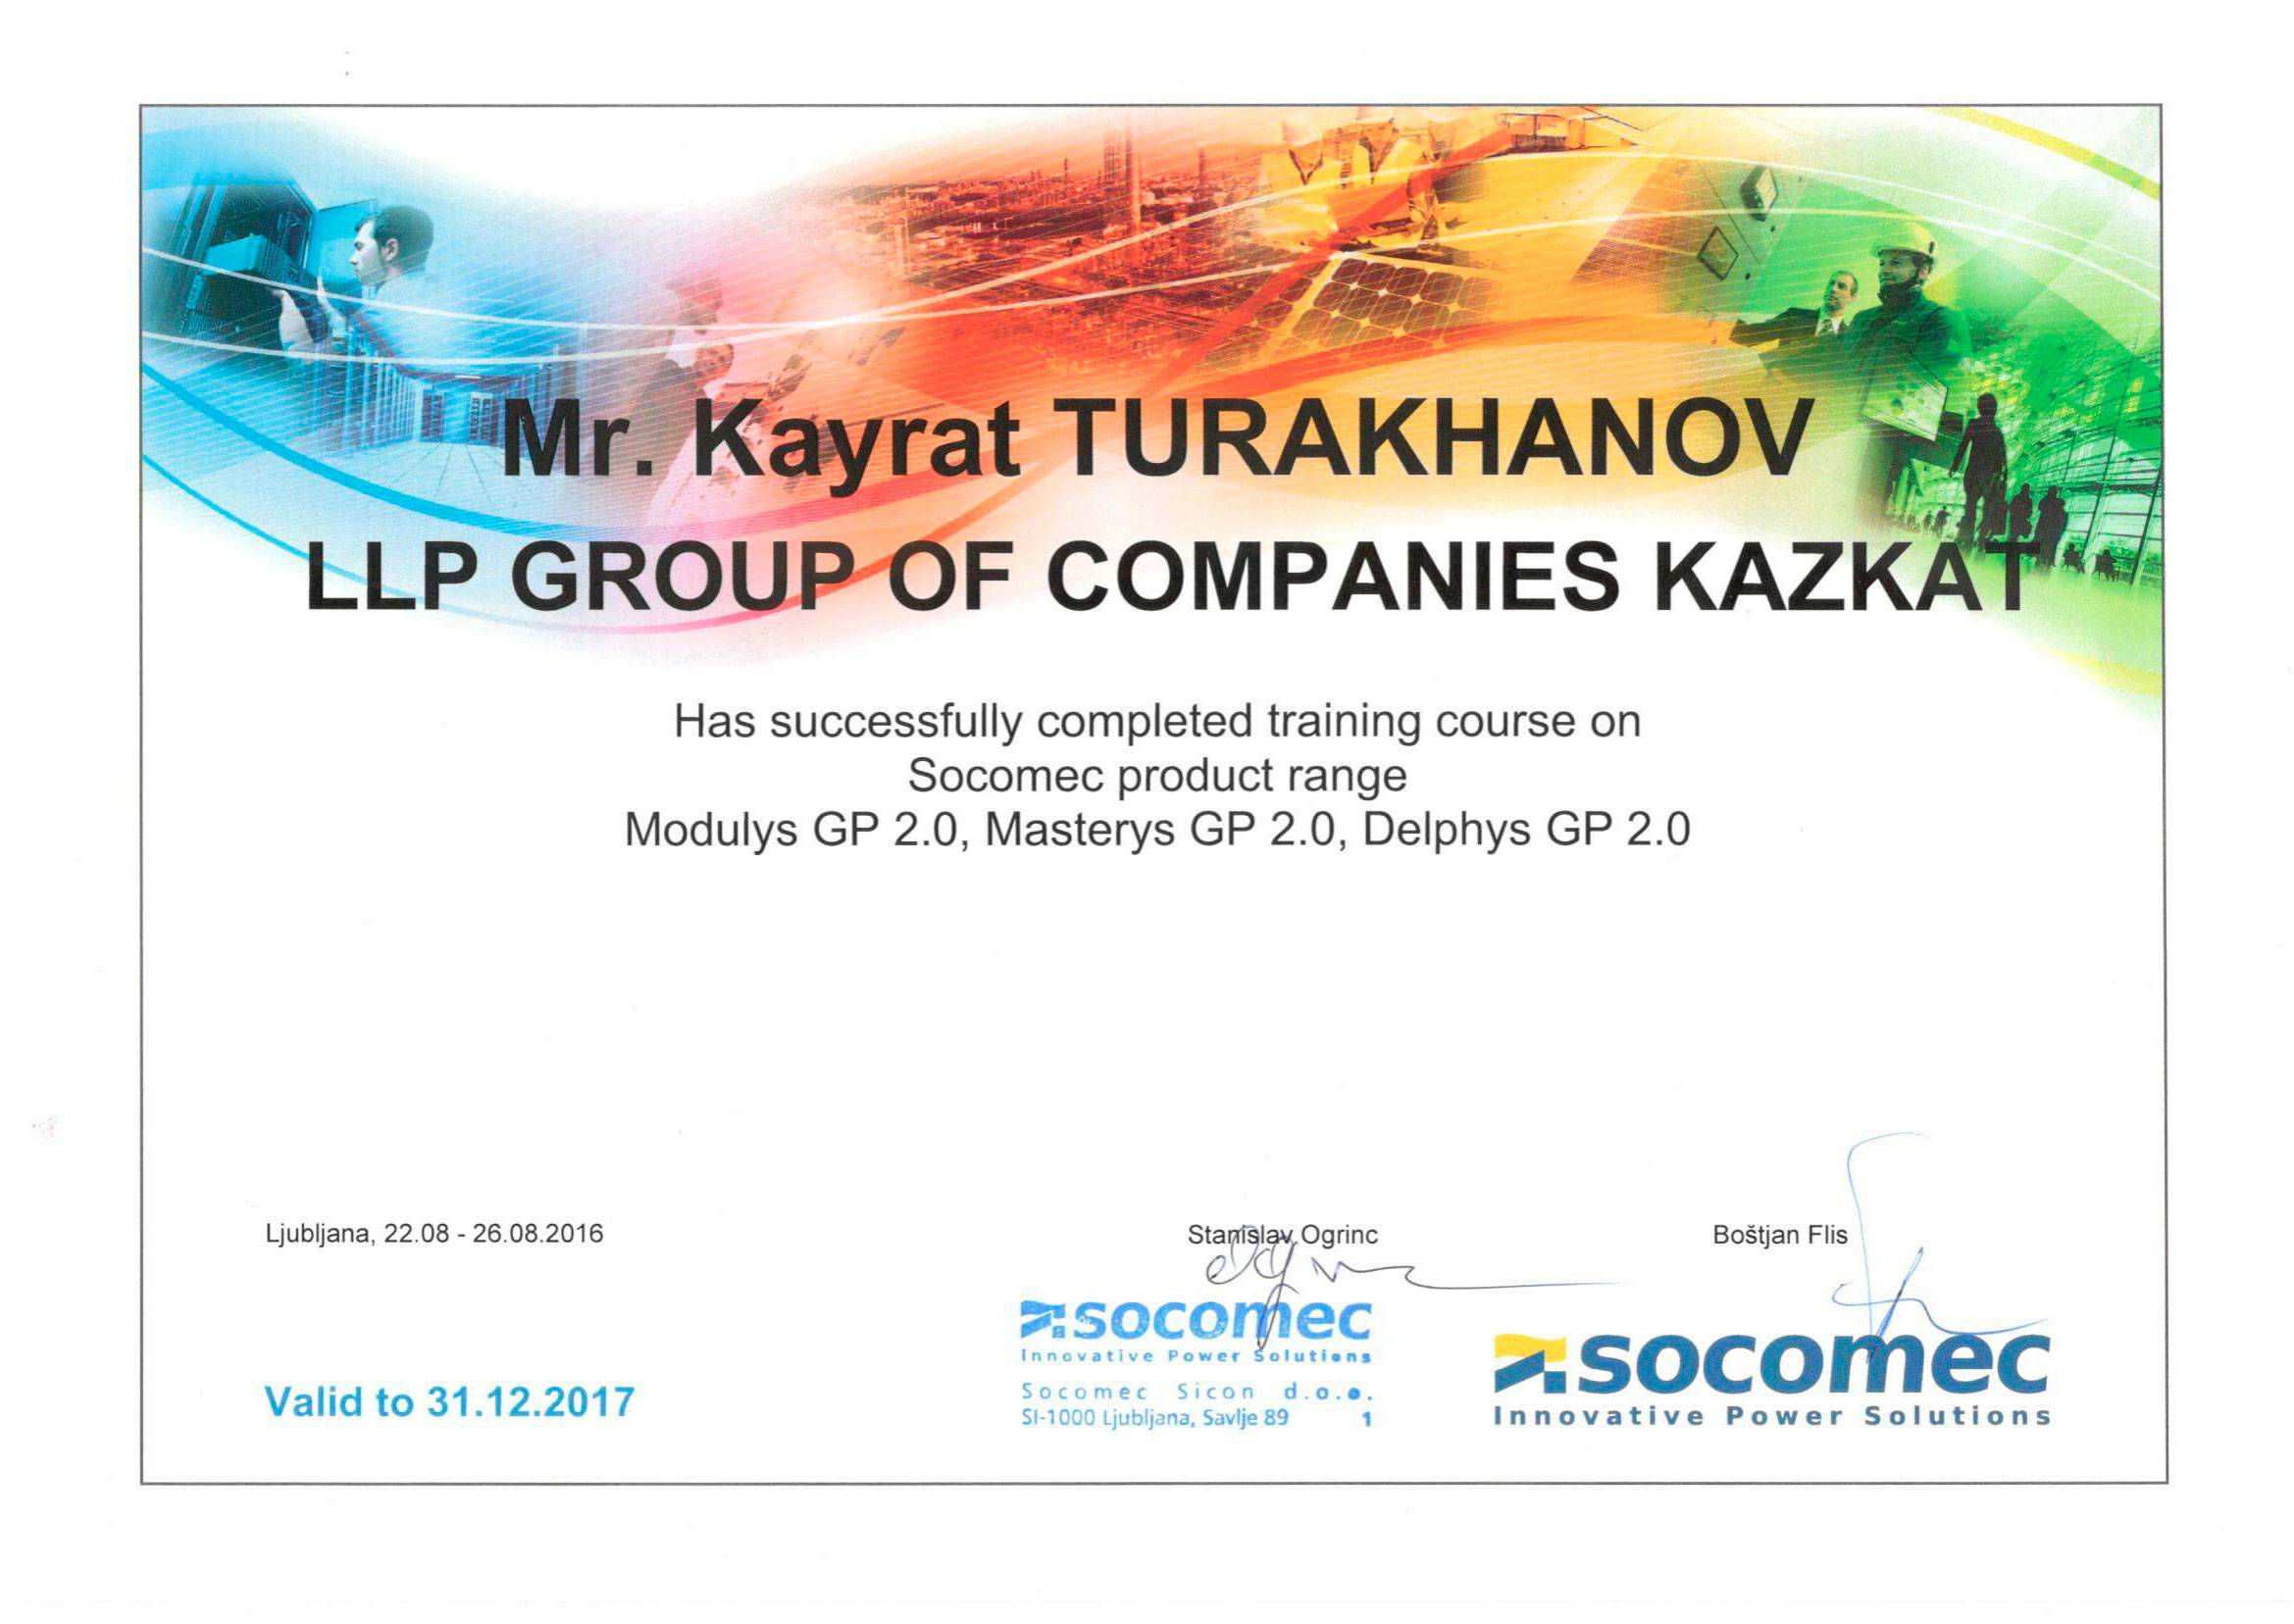 Mr. Kayrat TURAKHANOV
LLP GROUP OF COMPANIES KAZKAT
Has successfully completed training course on
Socomec product range
Modulys GP 2.0, Masterys GP 2.0, Delphys GP 2.0
Ljubljana, 22.08 - 26.08.2016
Stanislav Ogrinc
Boštjan Flis
Valid to 31.12.2017
socomec
Innovative Power Solutions
Socomec Sicon d.o.o.
SI-1000 Ljubljana, Savlje 89 1
socomec
Innovative Power Solutions